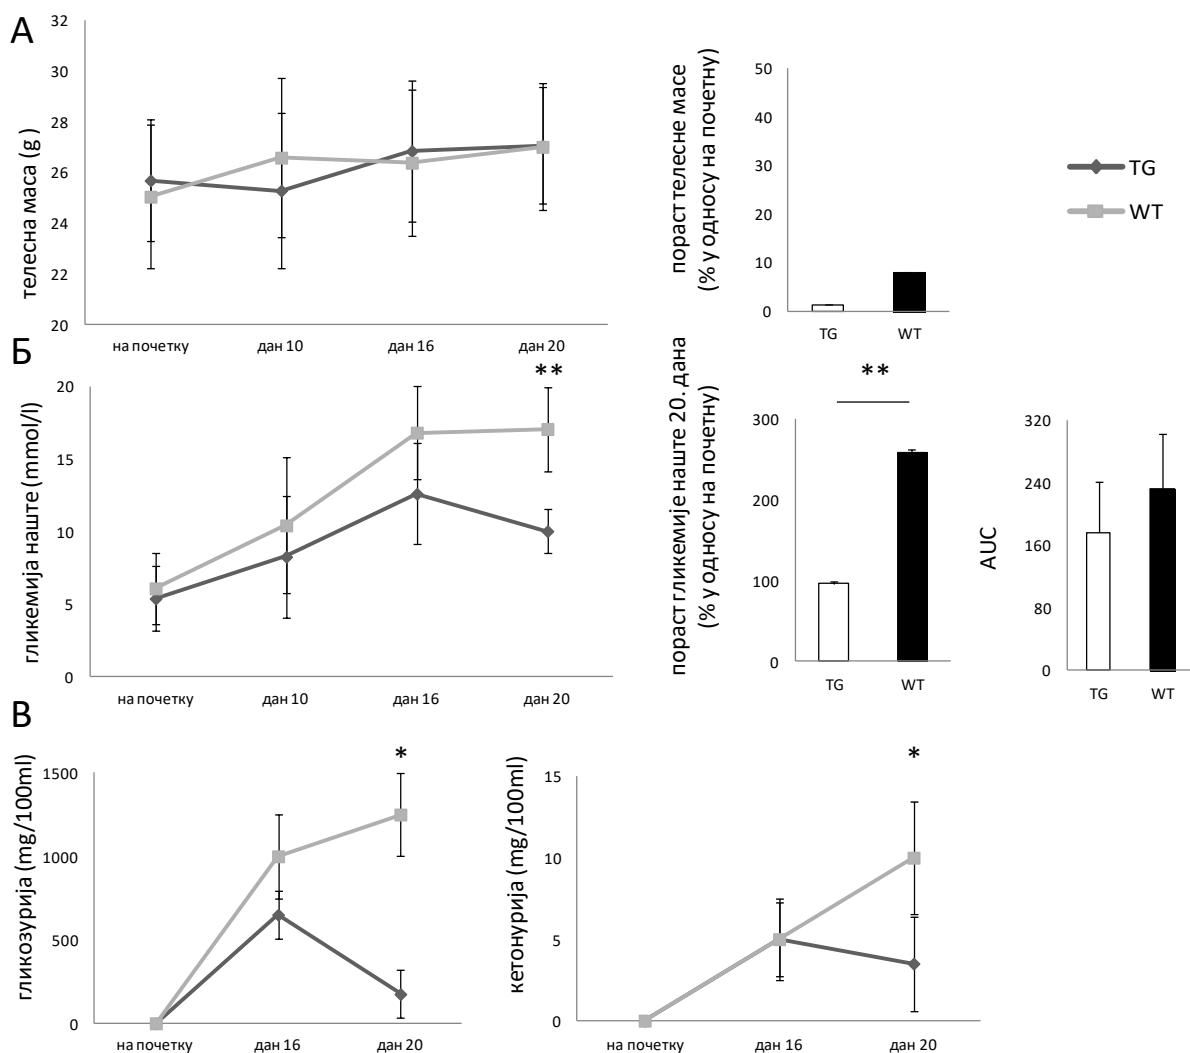 А
32
30
28
26
24
22
20
телесна маса (g)
на почетку
дан 10
дан 16
дан 20
пораст телесне масе
(% у односу на почетну)
50
40
30
20
10
0
TG
WT
TG
WT
Б
**
20
15
10
5
0
гликемија наште (mmol/l)
на почетку
дан 10
дан 16
дан 20
пораст гликемије наште 20. дана
(% у односу на почетну)
**
300
200
100
0
TG
WT
AUC
320
240
160
80
0
TG
WT
В
*
1500
1000
500
0
гликозурија (mg/100ml)
на почетку
дан 16
дан 20
*
15
10
5
0
кетонурија (mg/100ml)
на почетку
дан 16
дан 20